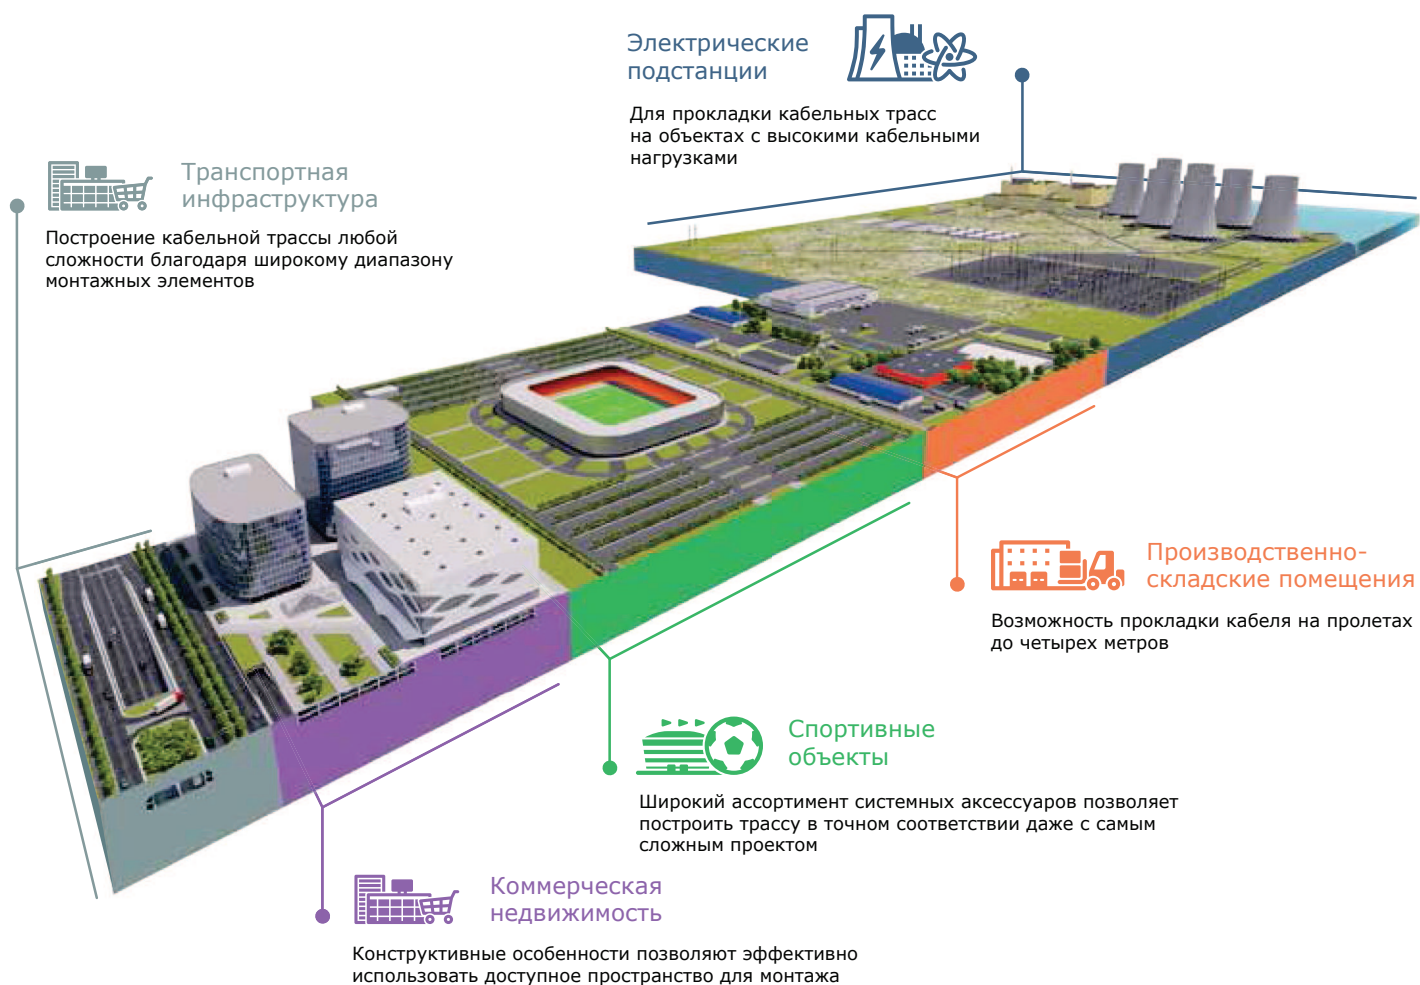 Электрические
подстанции
Для прокладки кабельных трасс
на объектах с высокими кабельными
нагрузками
Транспортная
инфраструктура
Построение кабельной трассы любой
сложности благодаря широкому диапазону
монтажных элементов
Производственно-
складские помещения
Возможность прокладки кабеля на пролетах
до четырех метров
Спортивные
объекты
Широкий ассортимент системных аксессуаров позволяет
построить трассу в точном соответствии даже с самым
сложным проектом
Коммерческая
недвижимость
Конструктивные особенности позволяют эффективно
использовать доступное пространство для монтажа